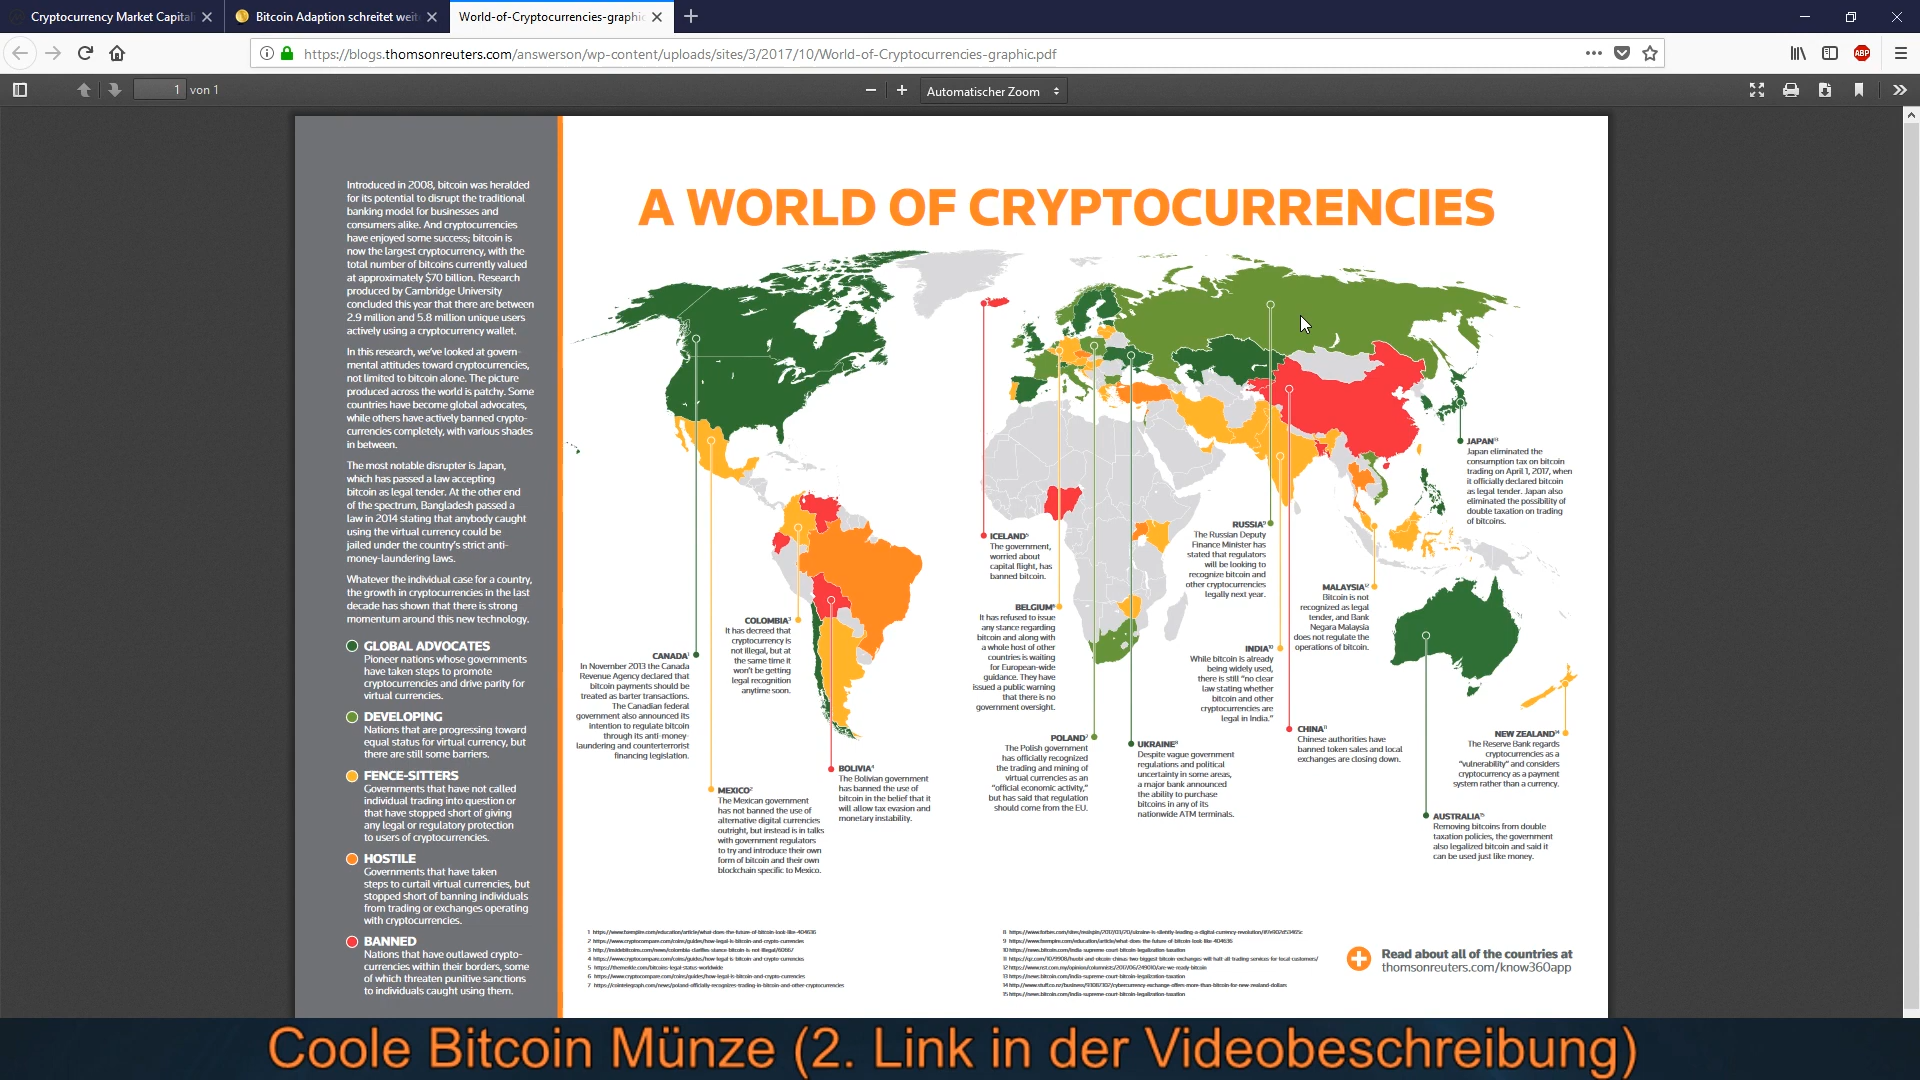 Cryptocurrency Market Capital
Bitcoin Adaption schreitet weit
World-of-Cryptocurrencies-graphic
https://blogs.thomsonreuters.com/answerson/wp-content/uploads/sites/3/2017/10/World-of-Cryptocurrencies-graphic.pdf
ABP
1 von 1
Automatischer Zoom
Introduced in 2008, bitcoin was heralded
for its potential to disrupt the traditional
banking model for businesses and
consumers alike. And cryptocurrencies
have enjoyed some success; bitcoin is
now the largest cryptocurrency, with the
total number of bitcoins currently valued
at approximately $70 billion. Research
produced by Cambridge University
concluded this year that there are between
2.9 million and 5.8 million unique users
actively using a cryptocurrency wallet.
In this research, we've looked at govern-
mental attitudes toward cryptocurrencies,
not limited to bitcoin alone. The picture
produced across the world is patchy. Some
countries have become global advocates,
while others have actively banned crypto-
currencies completely, with various shades
in between.
The most notable disrupter is Japan,
which has passed a law accepting
bitcoin as legal tender. At the other end
of the spectrum, Bangladesh passed a
law in 2014 stating that anybody caught
using the virtual currency could be
jailed under the country's strict anti-
money-laundering laws.
Whatever the individual case for a country,
the growth in cryptocurrencies in the last
decade has shown that there is strong
momentum around this new technology.
GLOBAL ADVOCATES
Pioneer nations whose governments
have taken steps to promote
cryptocurrencies and drive parity for
virtual currencies.
DEVELOPING
Nations that are progressing toward
equal status for virtual currency, but
there are still some barriers.
FENCE-SITTERS
Governments that have not called
individual trading into question or
that have stopped short of giving
any legal or regulatory protection
to users of cryptocurrencies.
HOSTILE
Governments that have taken
steps to curtail virtual currencies, but
stopped short of banning individuals
from trading or exchanges operating
with cryptocurrencies.
BANNED
Nations that have outlawed crypto-
currencies within their borders, some
of which threaten punitive sanctions
to individuals caught using them.
A WORLD OF CRYPTOCURRENCIES
CANADA¹
In November 2013 the Canada
Revenue Agency declared that
bitcoin payments should be
treated as barter transactions.
The Canadian federal
government also announced its
intention to regulate bitcoin
through its anti-money-
laundering and counterterrorist
financing legislation.
MEXICO²
The Mexican government
has not banned the use of
alternative digital currencies
outright, but instead is in talks
with government regulators
to try and introduce their own
form of bitcoin and their own
blockchain specific to Mexico.
COLOMBIA³
It has decreed that
cryptocurrency is
not illegal, but at
the same time it
won't be getting
legal recognition
anytime soon.
BOLIVIA⁴
The Bolivian government
has banned the use of
bitcoin in the belief that it
will allow tax evasion and
monetary instability.
ICELAND⁵
The government,
worried about
capital flight, has
banned bitcoin.
BELGIUM⁶
It has refused to issue
any stance regarding
bitcoin and along with
a whole host of other
countries is waiting
for European-wide
guidance. They have
issued a public warning
that there is no
government oversight.
POLAND⁷
The Polish government
has officially recognized
the trading and mining of
virtual currencies as an
"official economic activity,"
but has said that regulation
should come from the EU.
UKRAINE⁸
Despite vague government
regulations and political
uncertainty in some areas,
a major bank announced
the ability to purchase
bitcoins in any of its
nationwide ATM terminals.
RUSSIA⁹
The Russian Deputy
Finance Minister has
stated that regulators
will be looking to
recognize bitcoin and
other cryptocurrencies
legally next year.
INDIA¹⁰
While bitcoin is already
being widely used,
there is still "no clear
law stating whether
bitcoin and other
cryptocurrencies are
legal in India."
CHINA¹¹
Chinese authorities have
banned token sales and local
exchanges are closing down.
MALAYSIA¹²
Bitcoin is not
recognized as legal
tender, and Bank
Negara Malaysia
does not regulate the
operations of bitcoin.
JAPAN
Japan eliminated the
consumption tax on bitcoin
trading on April 1, 2017, when
it officially declared bitcoin
as legal tender. Japan also
eliminated the possibility of
double taxation on trading
of bitcoins.
NEW ZEALAND¹⁴
The Reserve Bank regards
cryptocurrencies as a
"vulnerability" and considers
cryptocurrency as a payment
system rather than a currency.
AUSTRALIA¹⁵
Removing bitcoins from double
taxation policies, the government
also legalized bitcoin and said it
can be used just like money.
Read about all of the countries at
thomsonreuters.com/know360app
Coole Bitcoin Münze (2. Link in der Videobeschreibung)